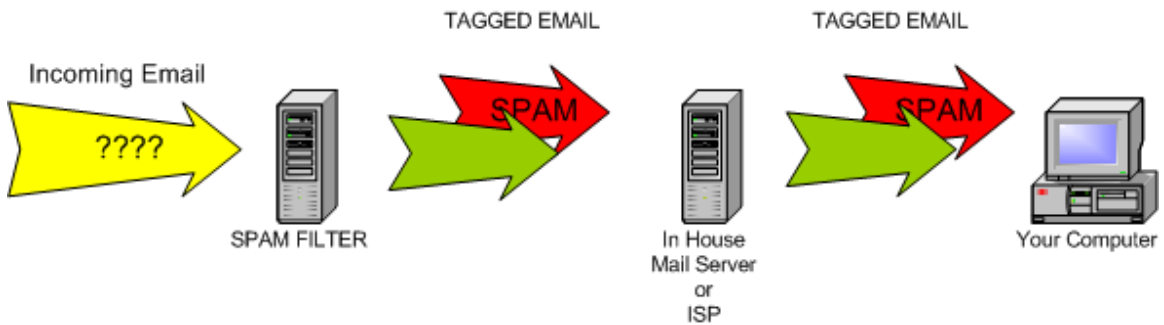 TAGGED EMAIL
TAGGED EMAIL
Incoming Email
????
SPAM
SPAM
SPAM FILTER
In House
Mail Server
or
ISP
Your Computer